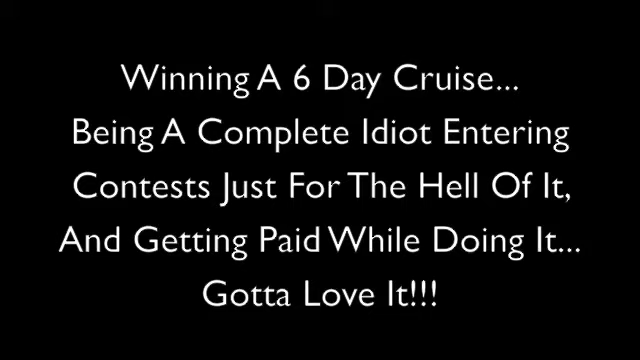 Winning A 6 Day Cruise...
Being A Complete Idiot Entering
Contests Just For The Hell Of It,
And Getting Paid While Doing It...
Gotta Love It!!!